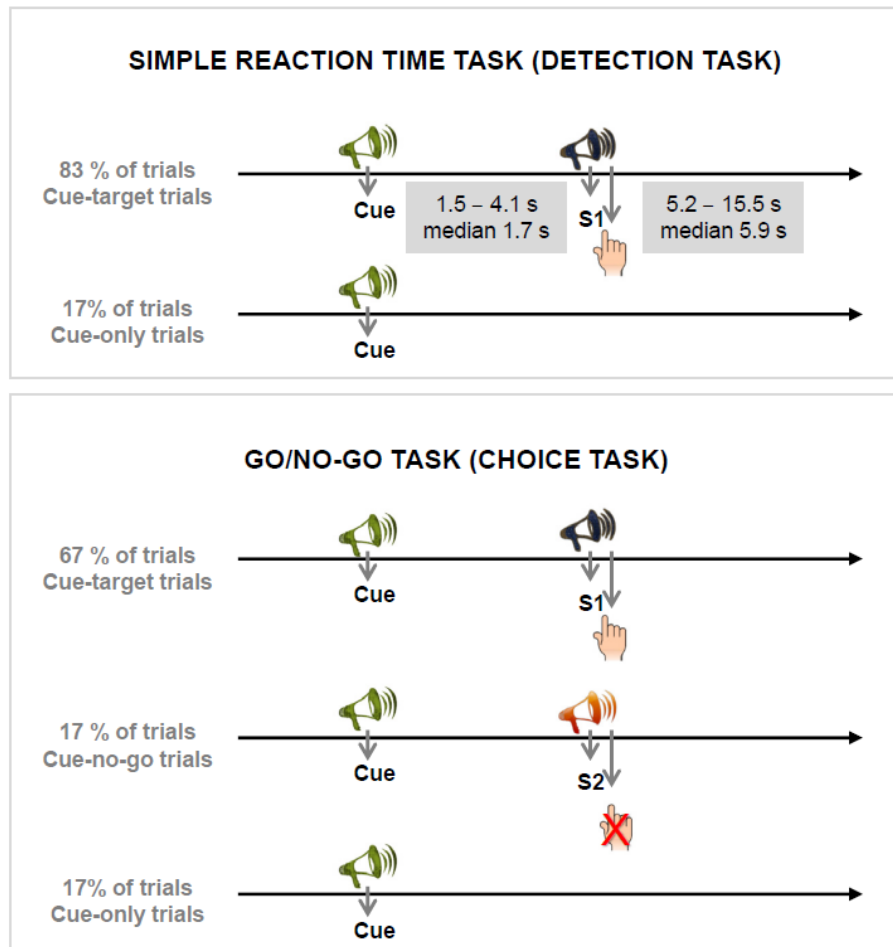 SIMPLE REACTION TIME TASK (DETECTION TASK)
83 % of trials
Cue-target trials
Cue
1.5 – 4.1 s
median 1.7 s
S1
5.2 – 15.5 s
median 5.9 s
17% of trials
Cue-only trials
Cue
GO/NO-GO TASK (CHOICE TASK)
67 % of trials
Cue-target trials
Cue
S1
17 % of trials
Cue-no-go trials
Cue
S2
17% of trials
Cue-only trials
Cue